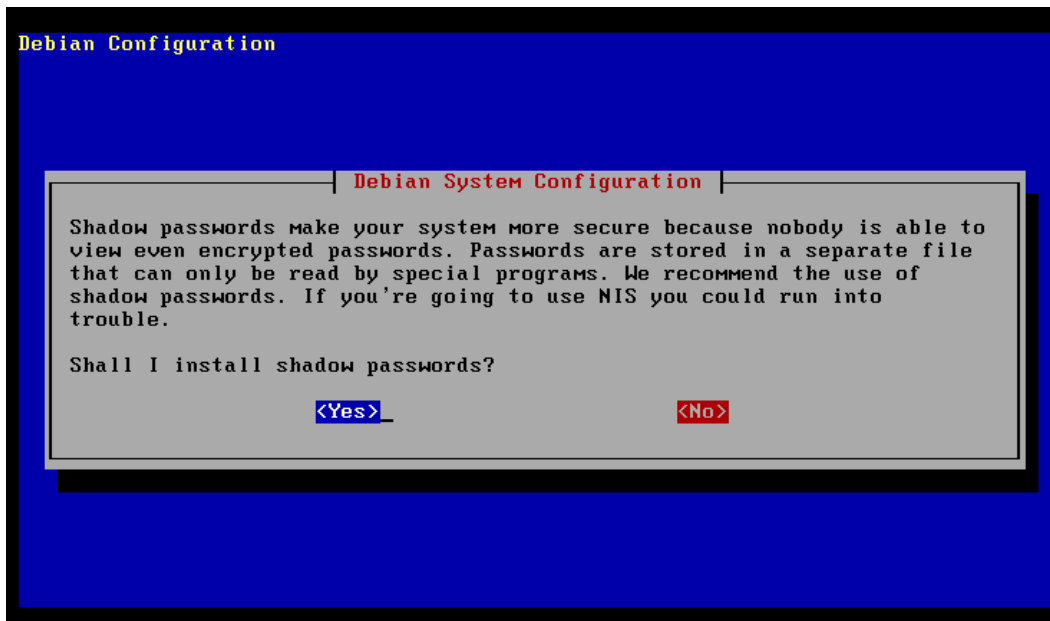 Debian Configuration
Debian System Configuration
Shadow passwords make your system more secure because nobody is able to
view even encrypted passwords. Passwords are stored in a separate file
that can only be read by special programs. We recommend the use of
shadow passwords. If you're going to use NIS you could run into
trouble.
Shall I install shadow passwords?
<Yes> <No>